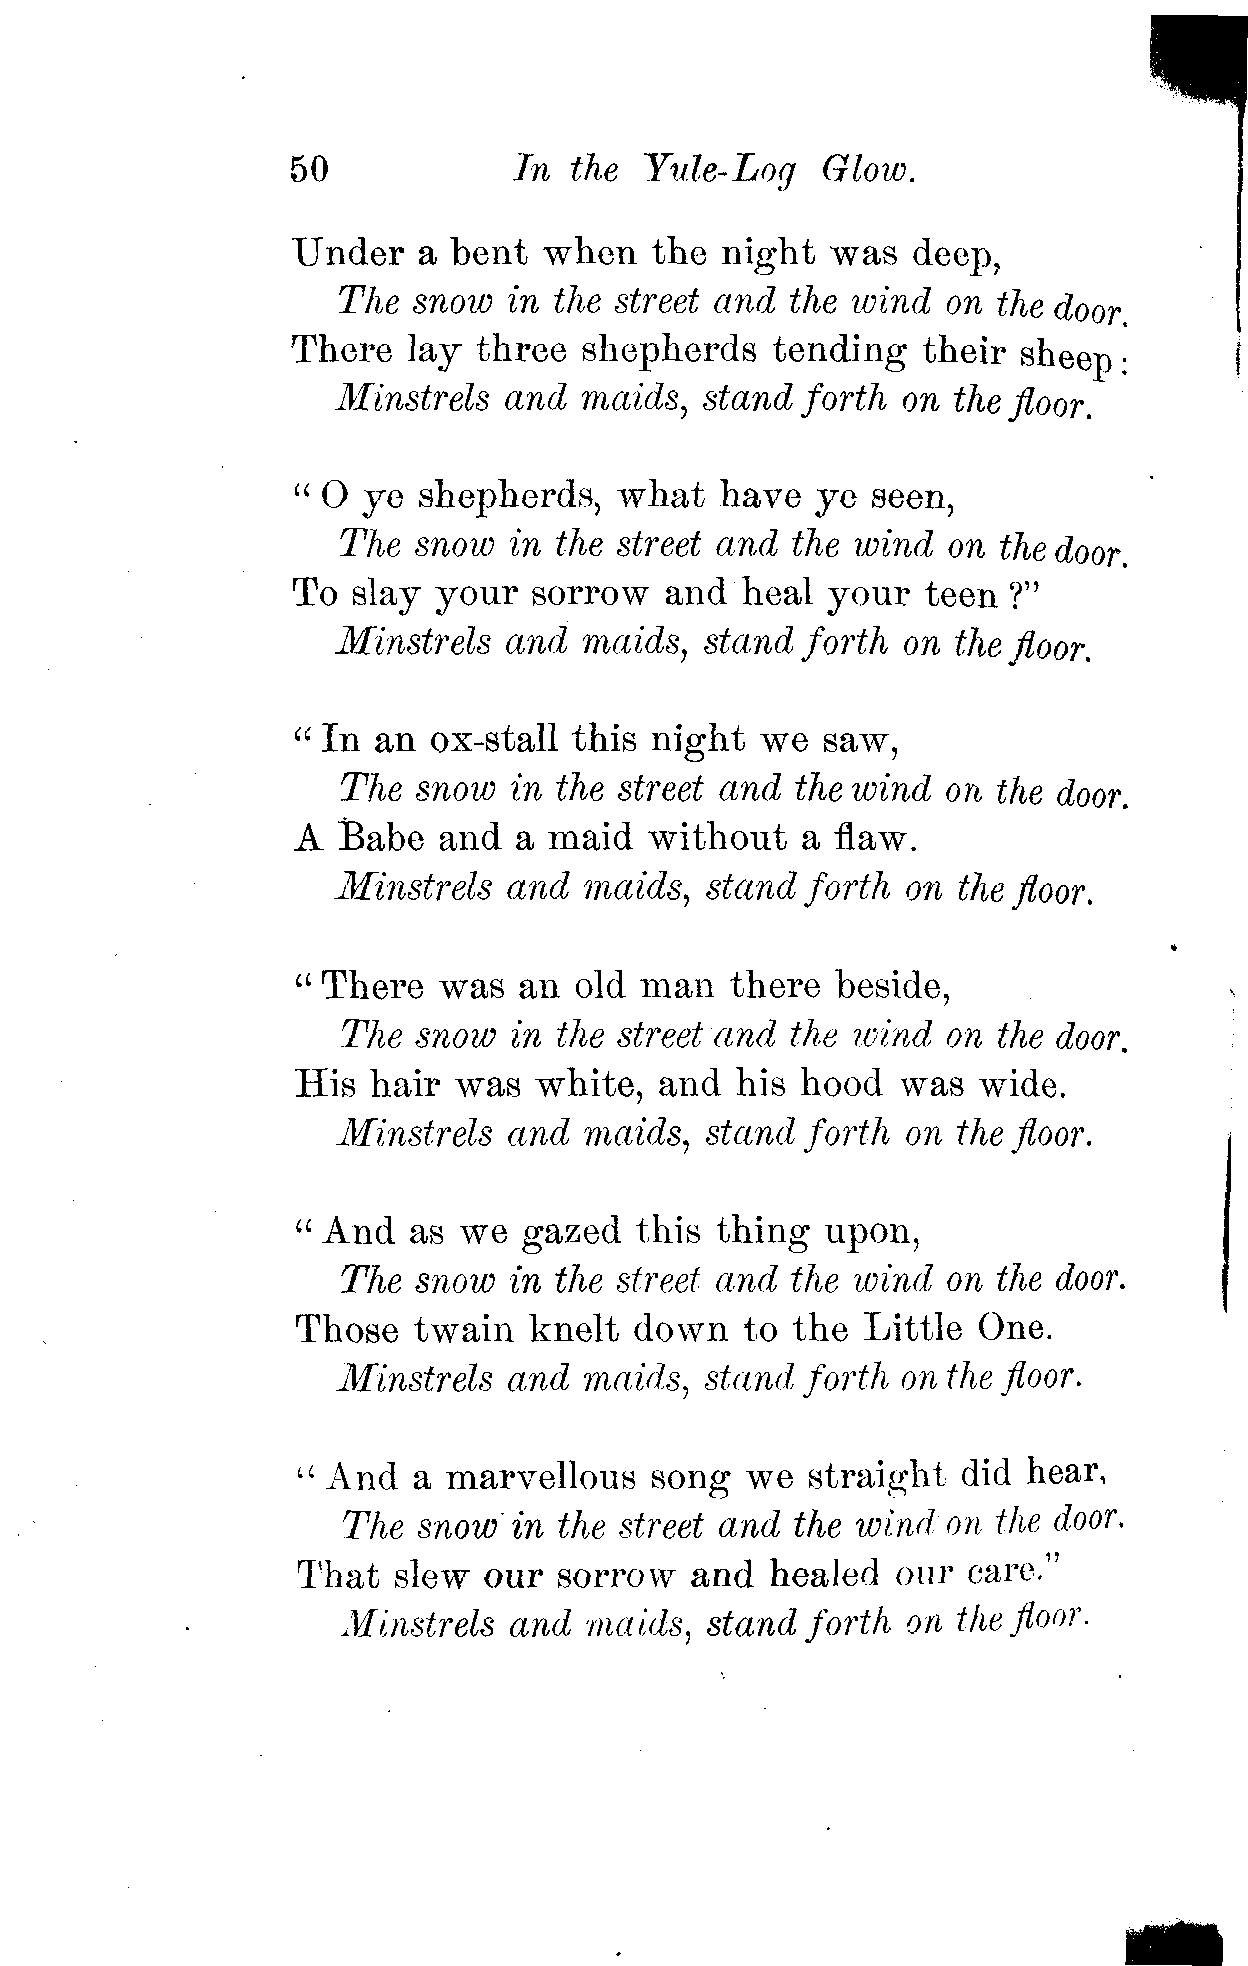 50 In the Yule-Log Glow.
Under a bent when the night was deep,
The snow in the street and the wind on the door.
There lay three shepherds tending their sheep:
Minstrels and maids, stand forth on the floor.
"O ye shepherds, what have ye seen,
The snow in the street and the wind on the door.
To slay your sorrow and heal your teen?"
Minstrels and maids, stand forth on the floor.
"In an ox-stall this night we saw,
The snow in the street and the wind on the door.
A Babe and a maid without a flaw.
Minstrels and maids, stand forth on the floor.
"There was an old man there beside,
The snow in the street and the wind on the door.
His hair was white, and his hood was wide.
Minstrels and maids, stand forth on the floor.
"And as we gazed this thing upon,
The snow in the street and the wind on the door.
Those twain knelt down to the Little One.
Minstrels and maids, stand forth on the floor.
"And a marvellous song we straight did hear,
The snow in the street and the wind on the door.
That slew our sorrow and healed our care."
Minstrels and maids, stand forth on the floor.